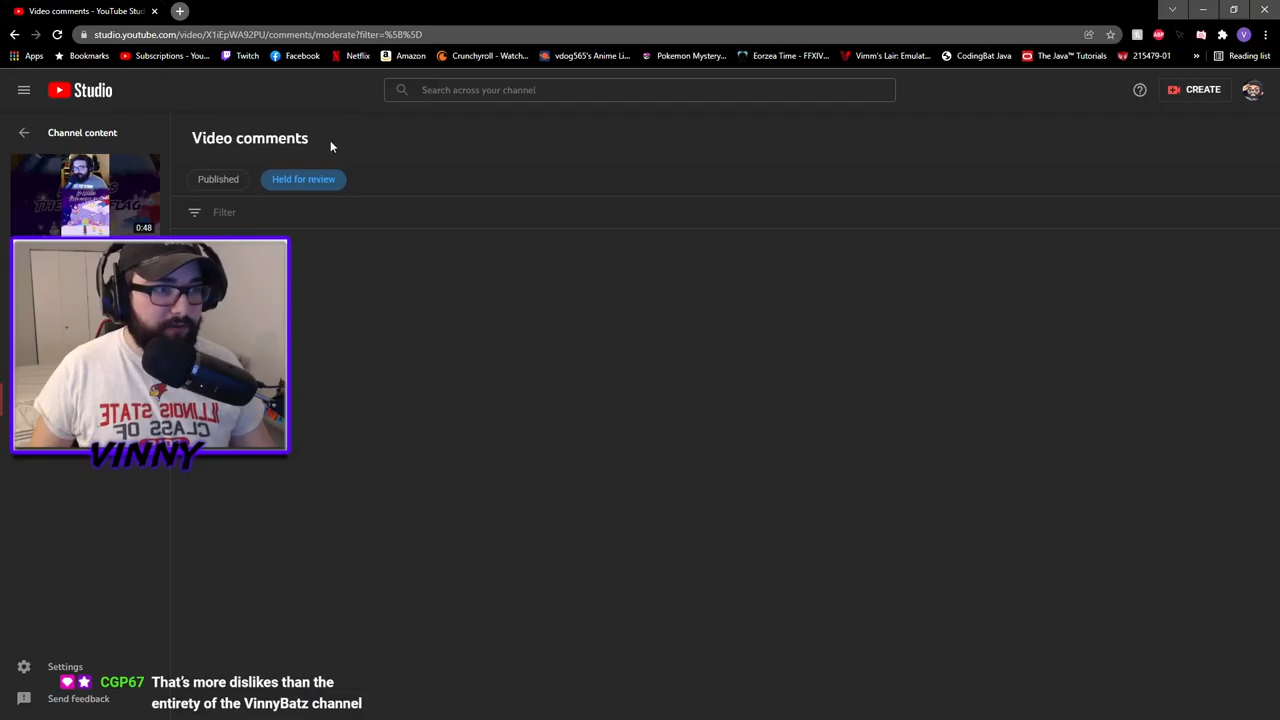 Video comments - YouTube Stud
studio.youtube.com/video/X1iEpWA92PU/comments/moderate?filter=%5B%5D
Apps Bookmarks Subscriptions - You... Twitch Facebook Netflix Amazon Crunchyroll - Watch... vdog565's Anime Li... Pokemon Mystery... Eorzea Time - FFXIV... Vimm's Lair: Emulat... CodingBat Java The Java™ Tutorials 215479-01 » Reading list
Studio
Search across your channel
CREATE
Channel content
Video comments
Published
Held for review
Filter
0:48
ILLINOIS STATE
CLASS OF
VINNY
Settings
CGP67 That's more dislikes than the
entirety of the VinnyBatz channel
Send feedback